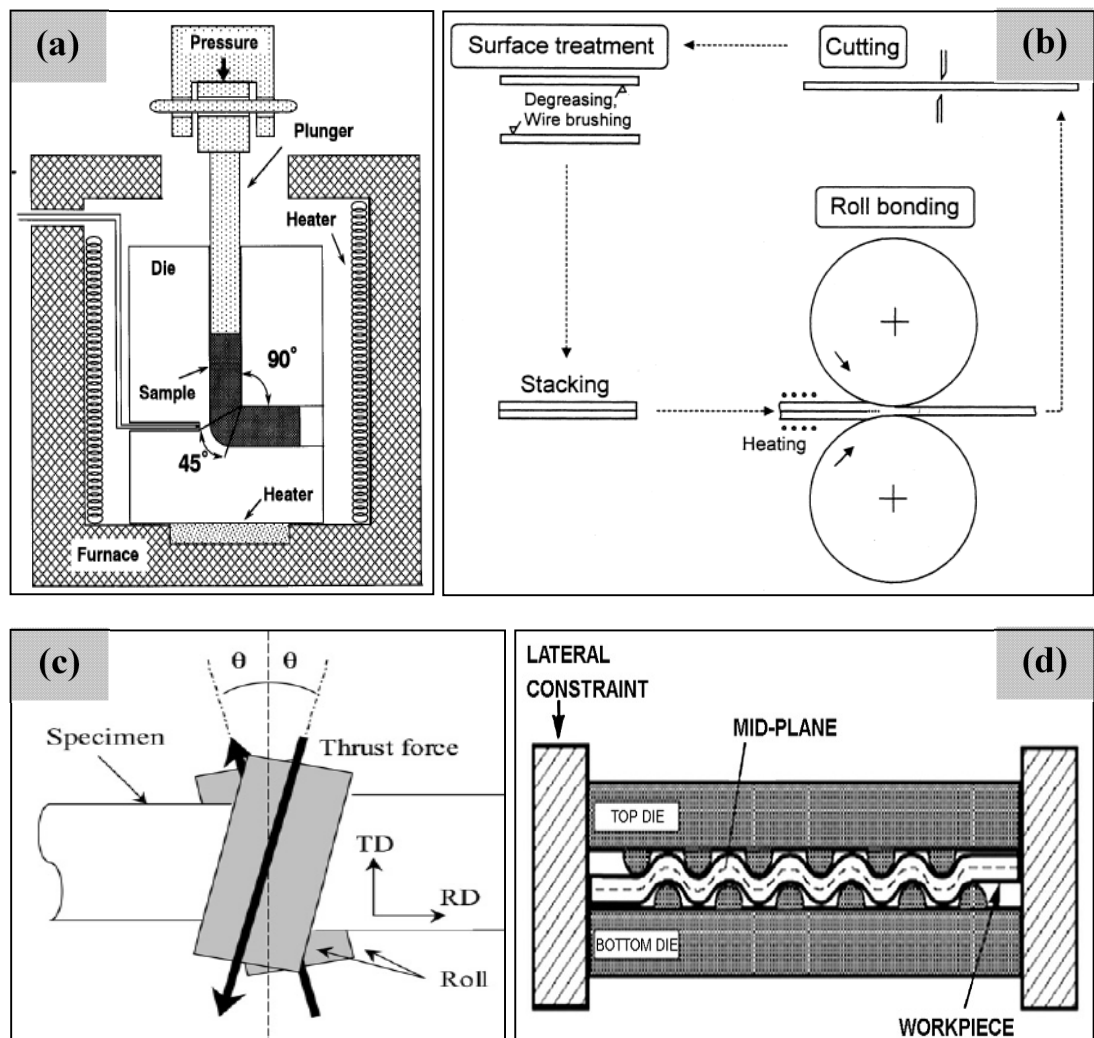 (a)
Pressure
Plunger
Heater
Die
90°
Sample
45°
Heater
Furnace
(b)
Surface treatment
Cutting
Degreasing,
Wire brushing
Roll bonding
Stacking
Heating
(c)
θ θ
Specimen
Thrust force
TD
RD
Roll
(d)
LATERAL
CONSTRAINT
MID-PLANE
TOP DIE
BOTTOM DIE
WORKPIECE